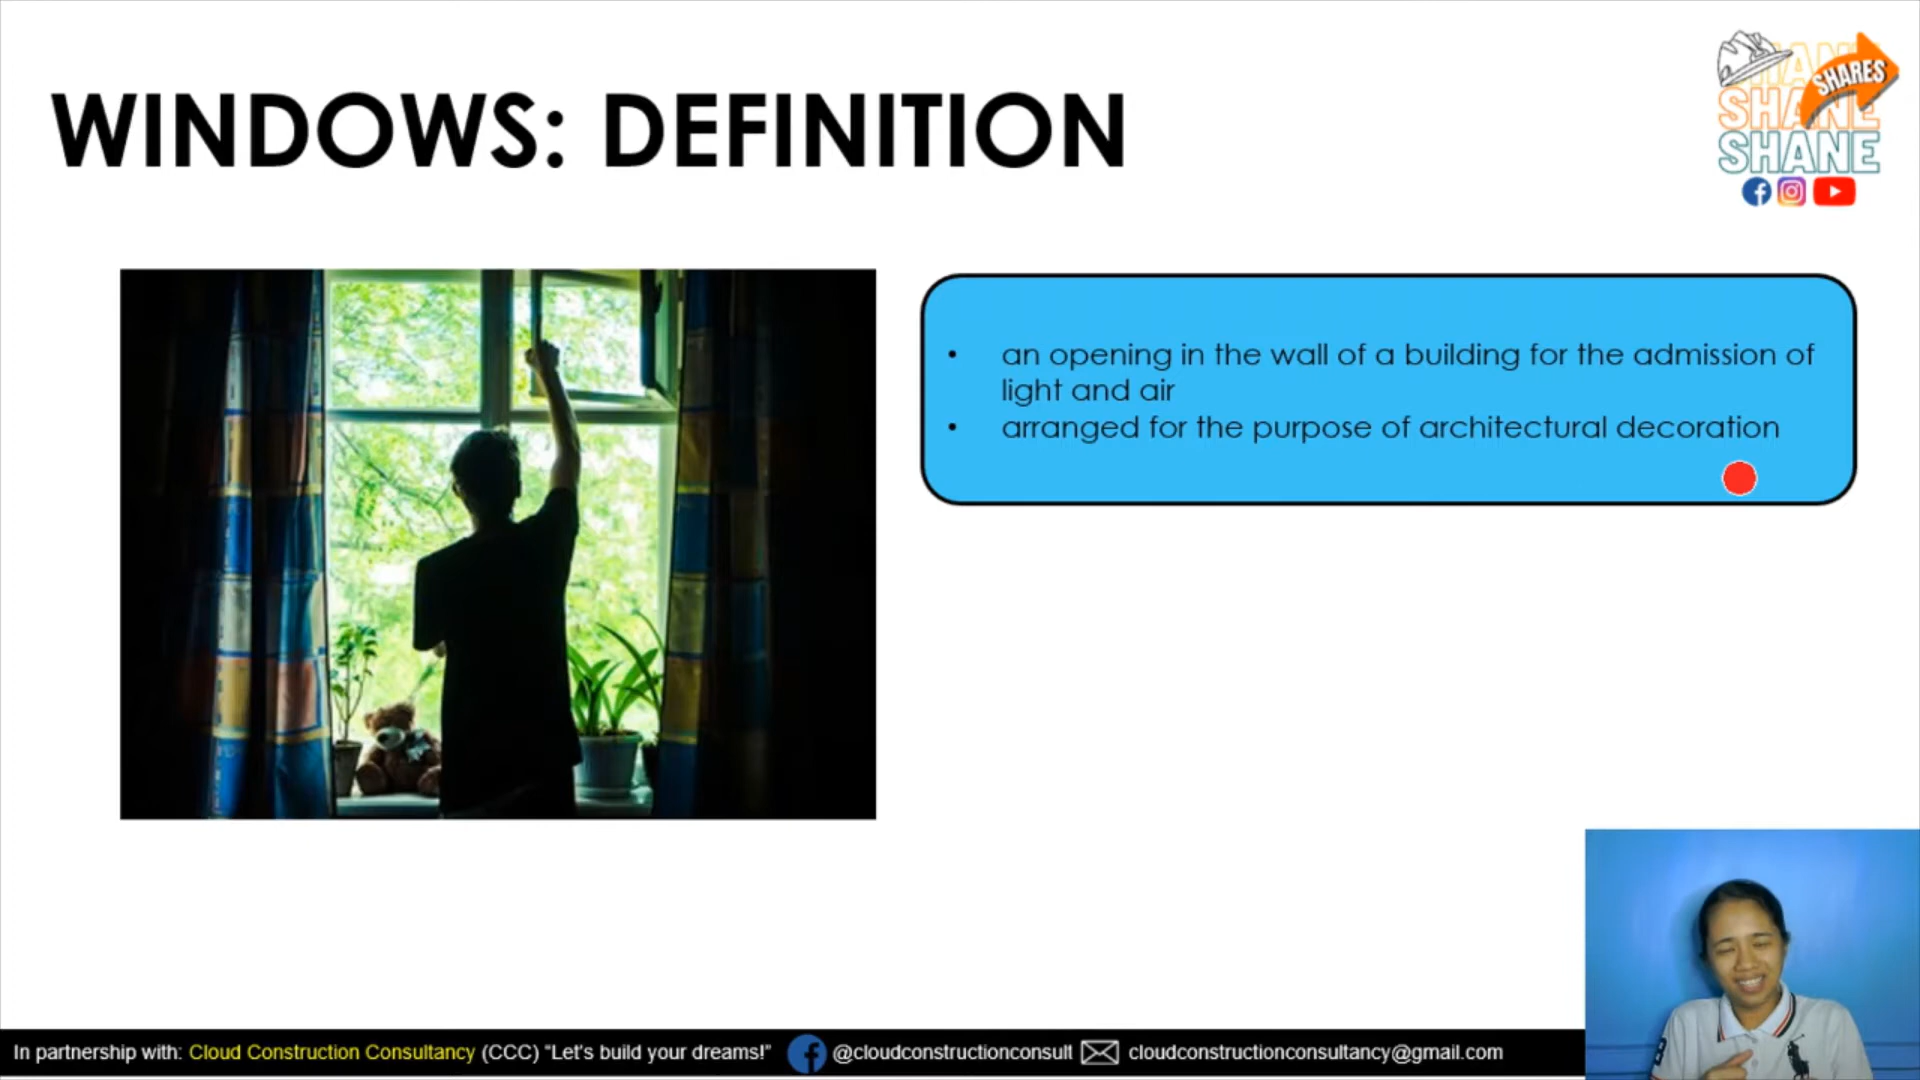 SHANE
SHARES
SHANE
SHANE
WINDOWS: DEFINITION
• an opening in the wall of a building for the admission of
light and air
• arranged for the purpose of architectural decoration
In partnership with: Cloud Construction Consultancy (CCC) “Let's build your dreams!” @cloudconstructionconsult cloudconstructionconsultancy@gmail.com